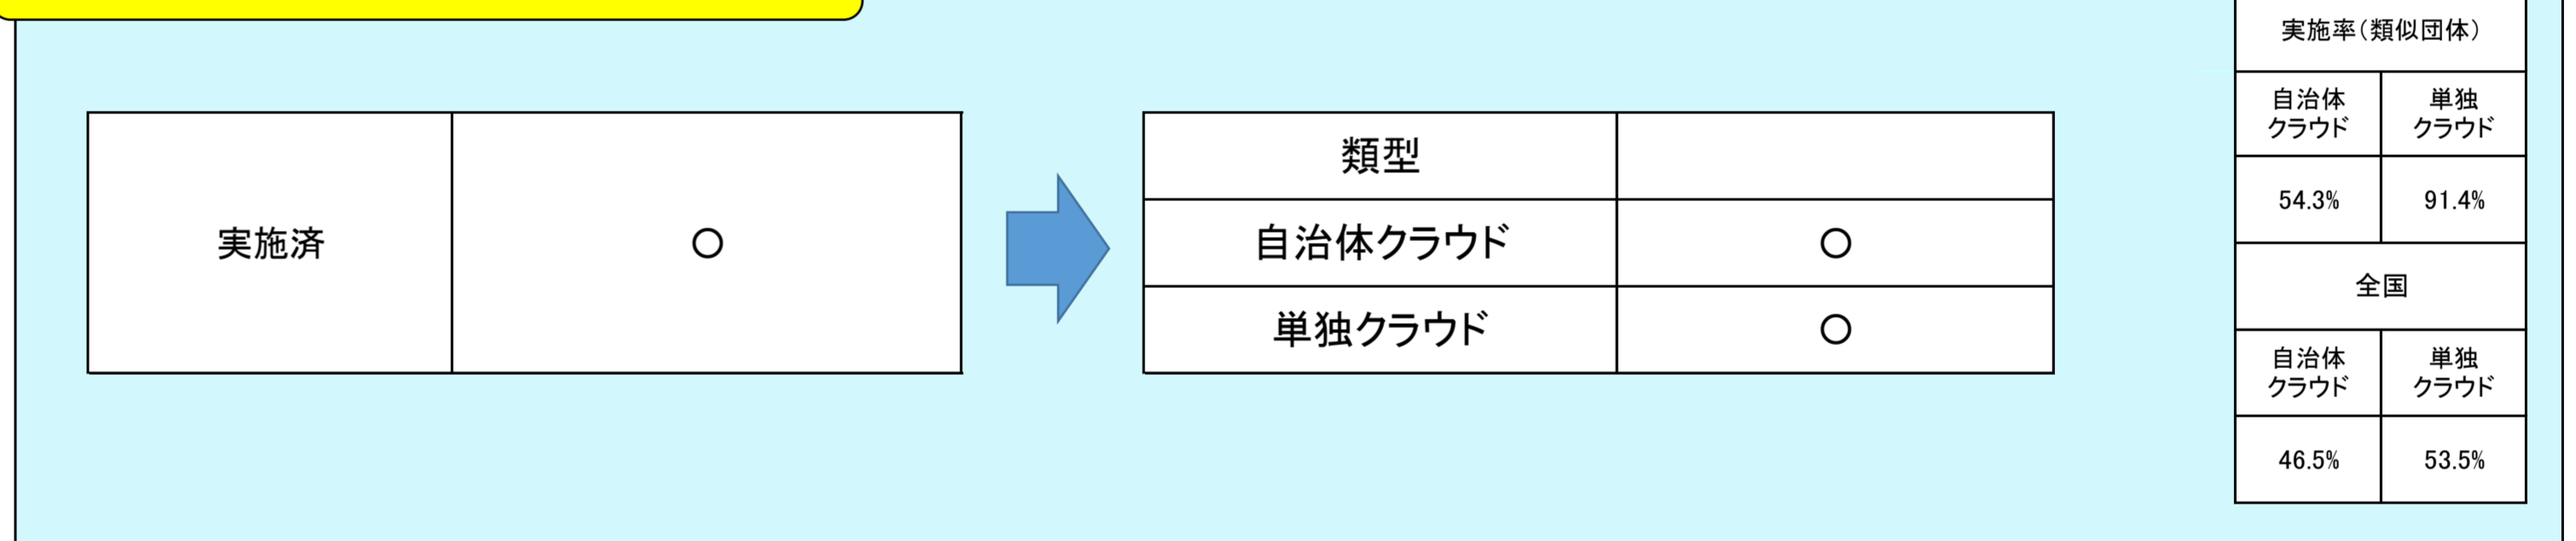 実施済 ○
類型
自治体クラウド ○
単独クラウド ○
実施率(類似団体)
自治体 単独
クラウド クラウド
54.3% 91.4%
全国
自治体 単独
クラウド クラウド
46.5% 53.5%